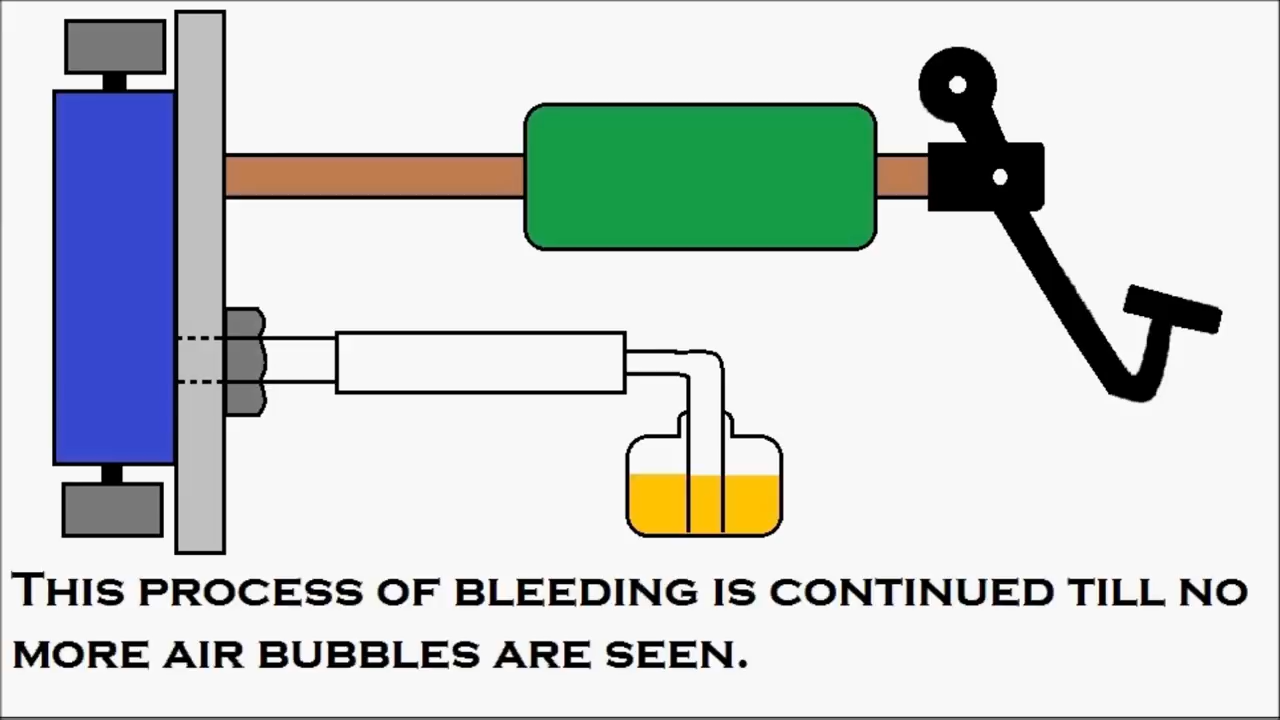 This process of bleeding is continued till no
more air bubbles are seen.